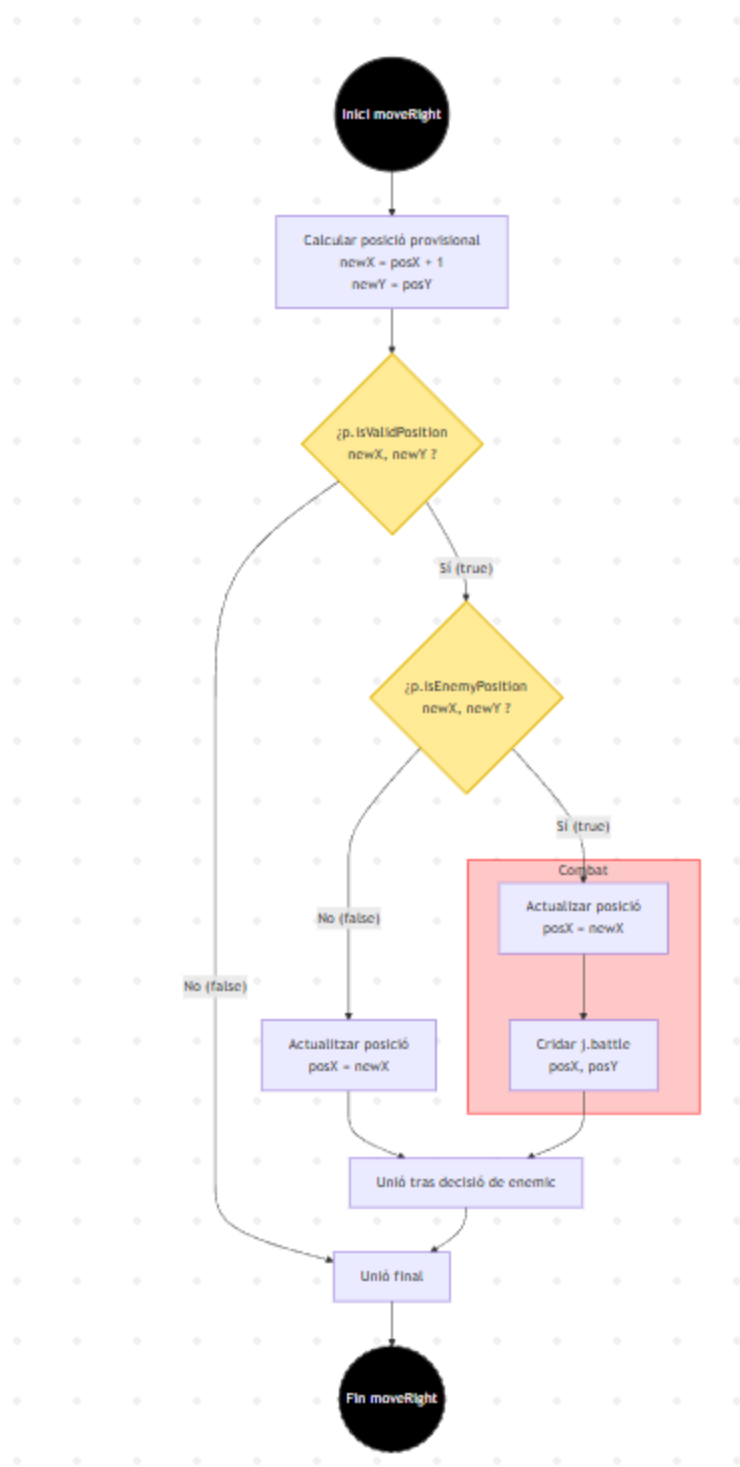 Inici moveRight
Calcular posició provisional
newX = posX + 1
newY = posY
¿p.isValidPosition
newX, newY ?
Sí (true)
¿p.isEnemyPosition
newX, newY ?
Sí (true)
Combat
Actualizar posició
posX = newX
No (false)
No (false)
Actualitzar posició
posX = newX
Cridar j.battle
posX, posY
Unió tras decisió de enemic
Unió final
Fin moveRight